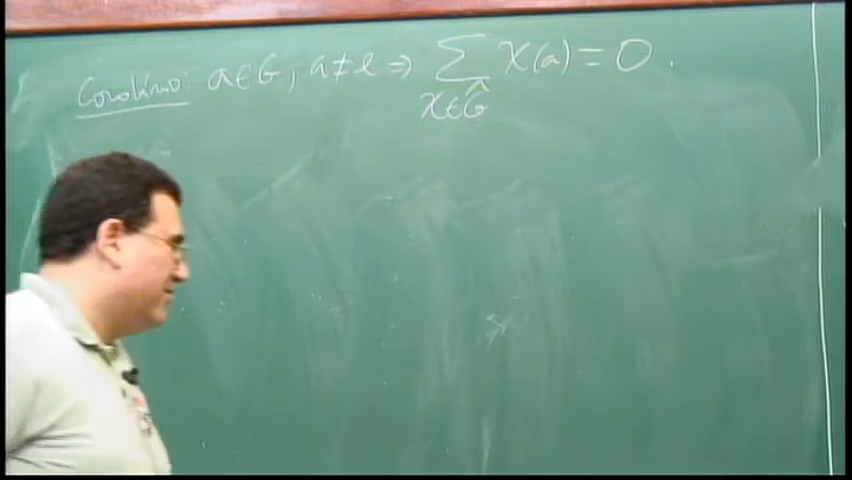 Corolário: a ∈ G, a ≠ e ⇒ ∑_{χ∈Ĝ} χ(a) = 0.